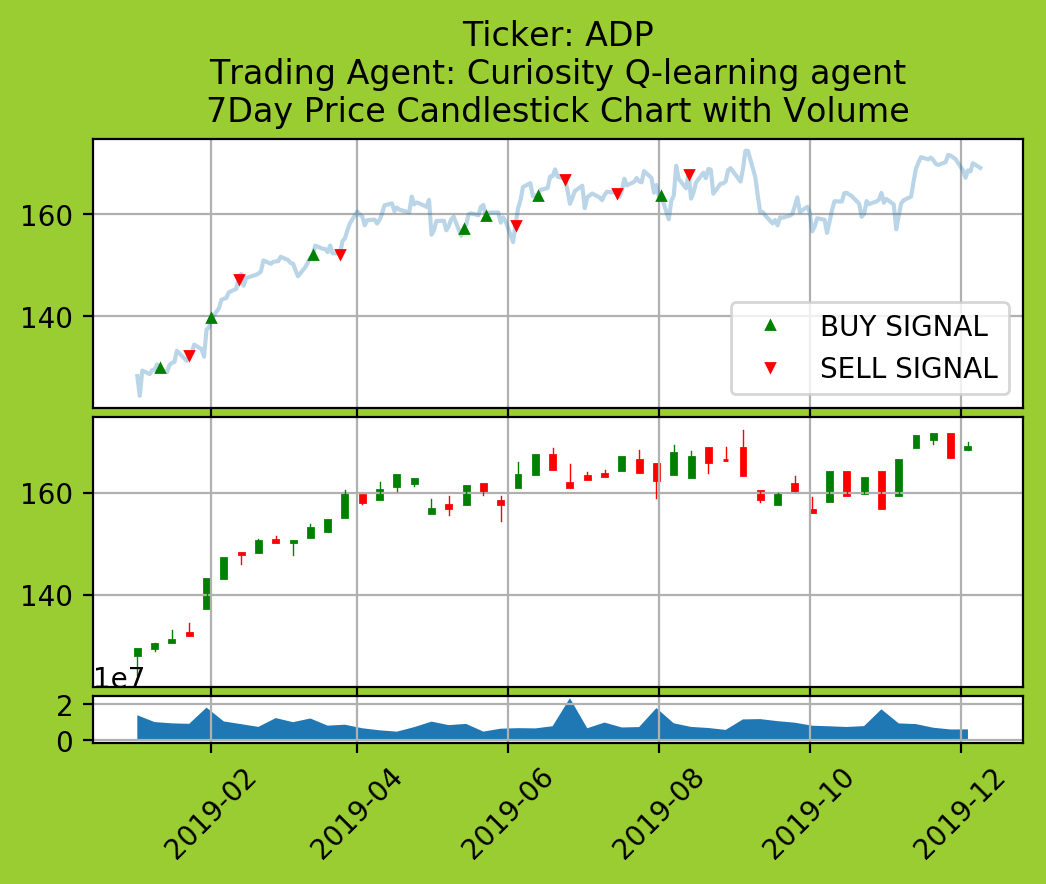 Ticker: ADP
Trading Agent: Curiosity Q-learning agent
7Day Price Candlestick Chart with Volume
160
140
BUY SIGNAL
SELL SIGNAL
160
140
1e7
2
0
2019-02
2019-04
2019-06
2019-08
2019-10
2019-12